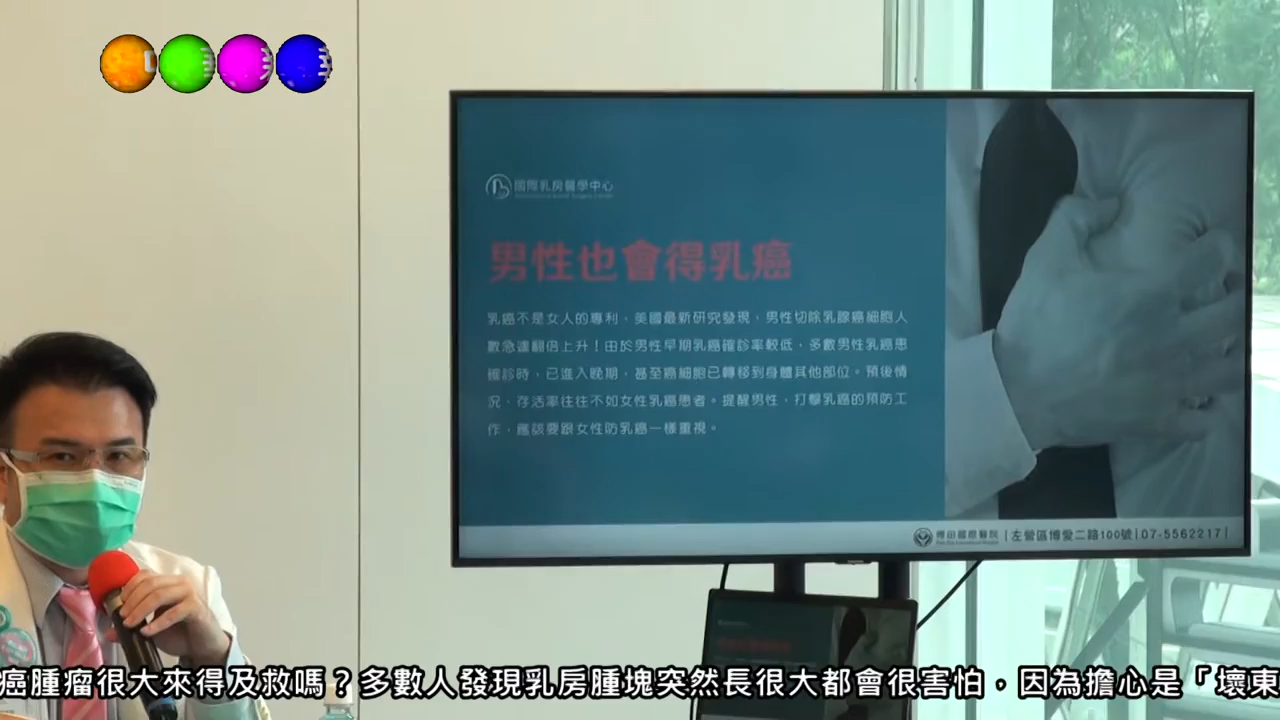 國際乳房醫學中心
男性也會得乳癌
乳癌不是女人的專利，美國最新研究發現，男性切除乳腺癌細胞人
數急遽翻倍上升！由於男性早期乳癌確診率較低，多數男性乳癌患
確診時，已進入晚期，甚至癌細胞已轉移到身體其他部位。預後情
況，存活率往往不如女性乳癌患者。提醒男性，打擊乳癌的預防工
作，應該要跟女性防乳癌一樣重視。
博田國際醫院 | 左營區博愛二路100號 | 07-5562217 |
癌腫瘤很大來得及救嗎？多數人發現乳房腫塊突然長很大都會很害怕，因為擔心是「壞東